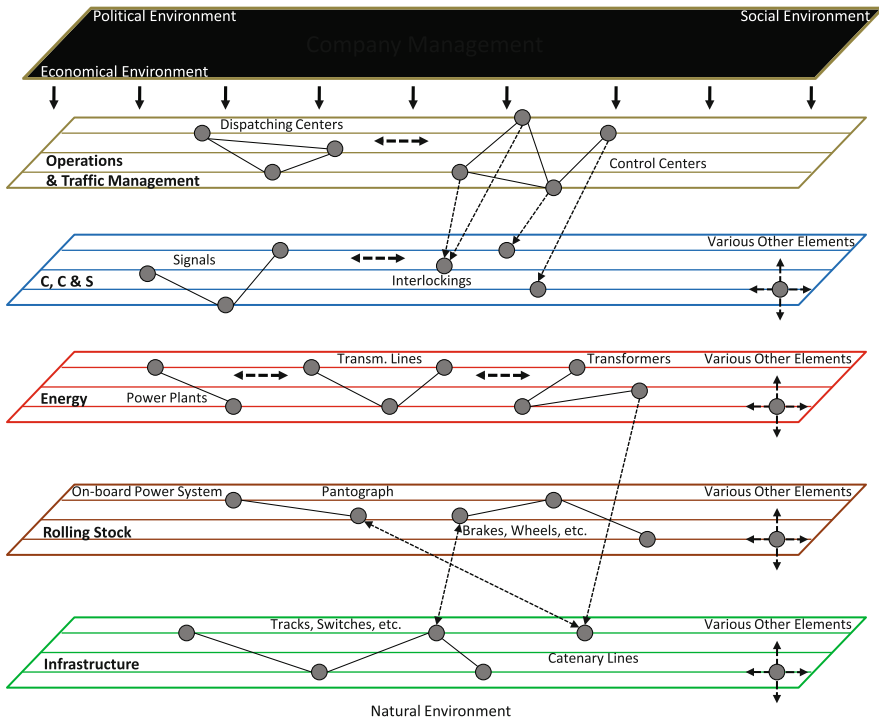 Political Environment
Social Environment
Company Management
Economical Environment
Dispatching Centers
Operations
& Traffic Management
Control Centers
Signals
Various Other Elements
C, C & S
Interlockings
Transm. Lines
Transformers
Various Other Elements
Energy
Power Plants
On-board Power System
Pantograph
Various Other Elements
Rolling Stock
Brakes, Wheels, etc.
Tracks, Switches, etc.
Various Other Elements
Infrastructure
Catenary Lines
Natural Environment